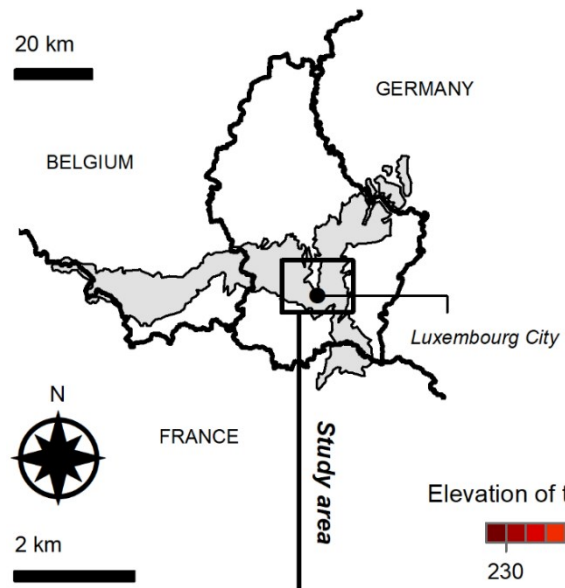 20 km
GERMANY
BELGIUM
Luxembourg City
N
FRANCE
Study area
Elevation of t
2 km
230